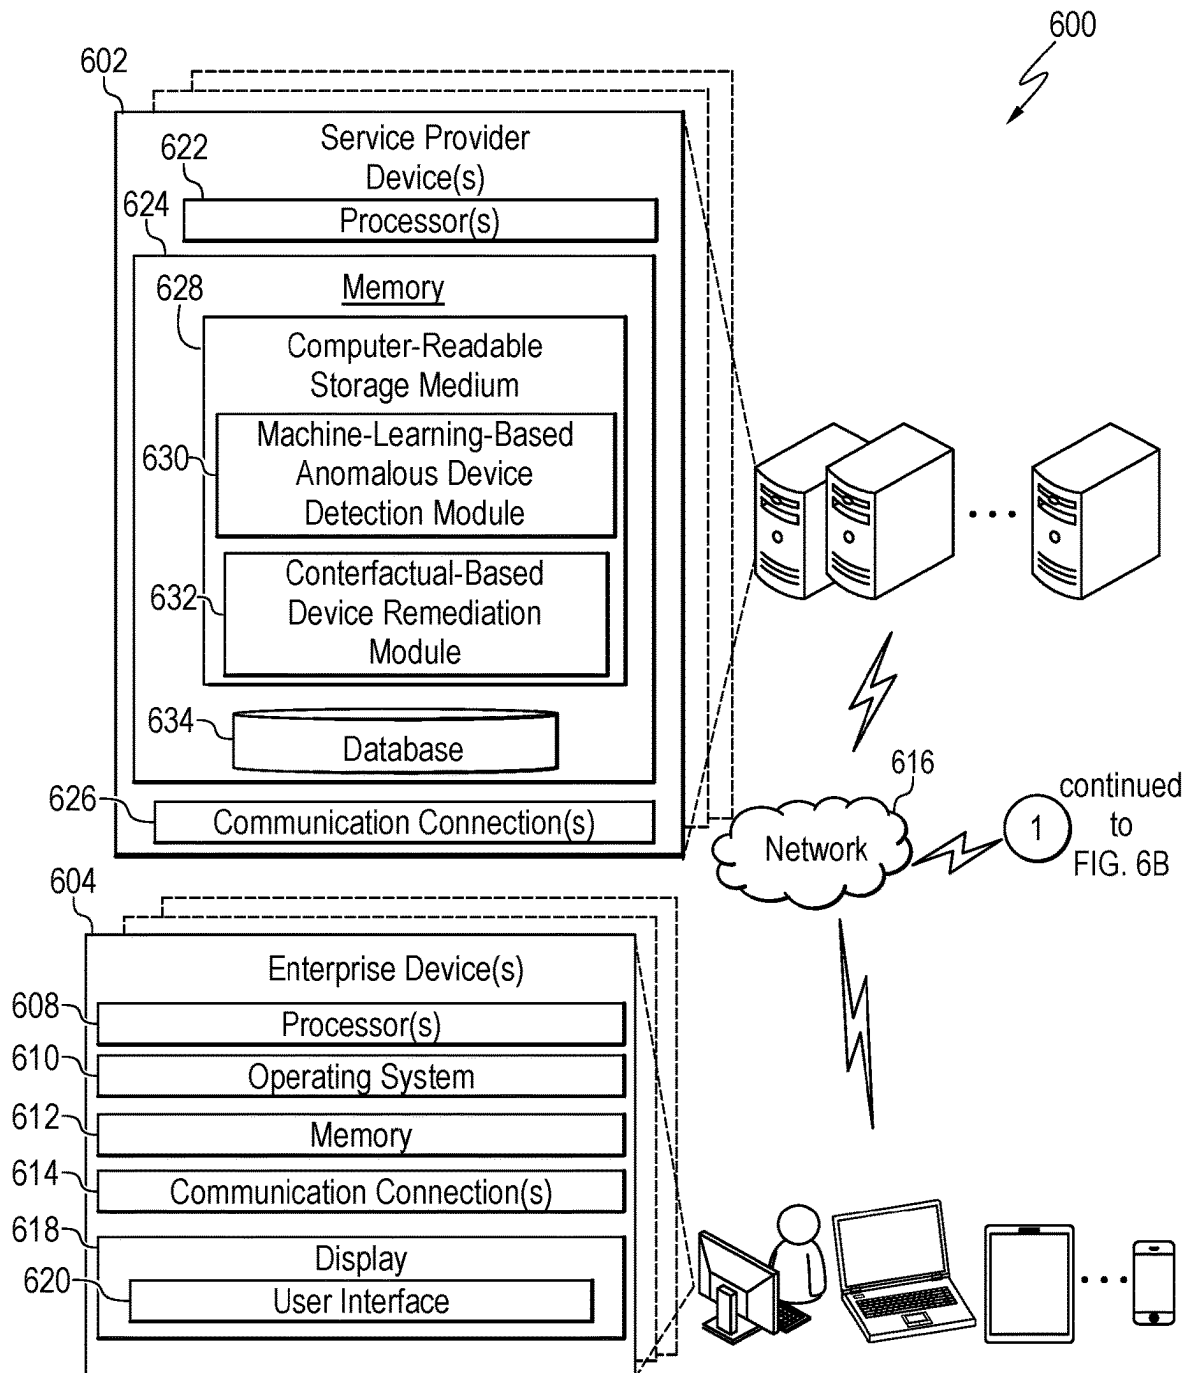 600
602
Service Provider
Device(s)
622
Processor(s)
624
Memory
628
Computer-Readable
Storage Medium
630
Machine-Learning-Based
Anomalous Device
Detection Module
632
Conterfactual-Based
Device Remediation
Module
634
Database
626
Communication Connection(s)
616
Network
1
continued
to
FIG. 6B
604
Enterprise Device(s)
608
Processor(s)
610
Operating System
612
Memory
614
Communication Connection(s)
618
Display
620
User Interface